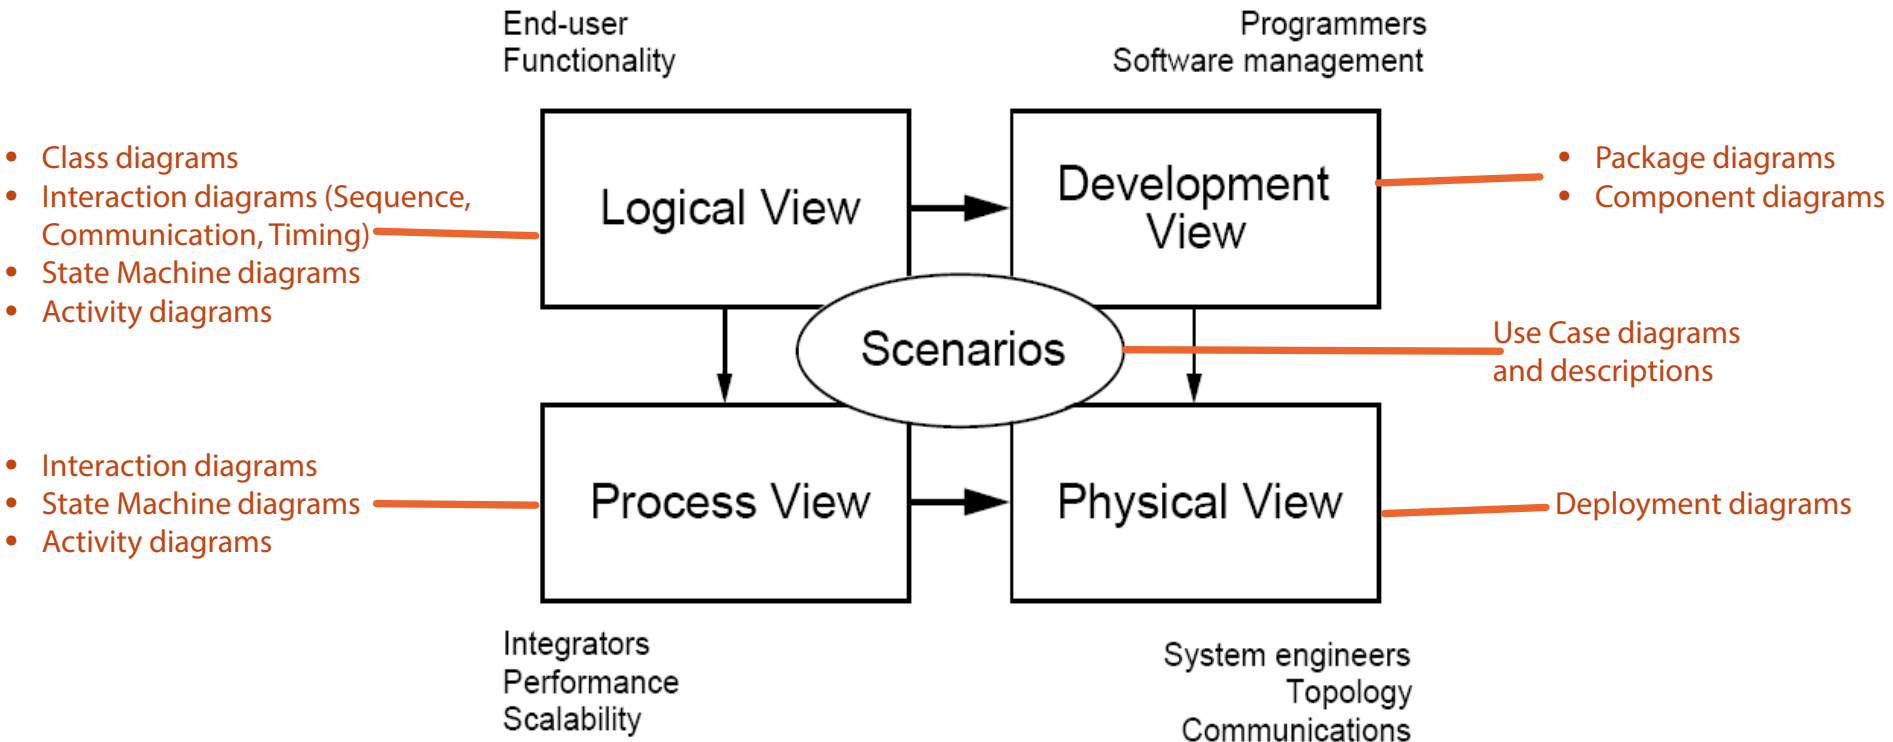 End-user
Functionality
Programmers
Software management
• Class diagrams
• Interaction diagrams (Sequence,
Communication, Timing)
• State Machine diagrams
• Activity diagrams
Logical View
Development
View
• Package diagrams
• Component diagrams
Scenarios
Use Case diagrams
and descriptions
• Interaction diagrams
• State Machine diagrams
• Activity diagrams
Process View
Physical View
Deployment diagrams
Integrators
Performance
Scalability
System engineers
Topology
Communications